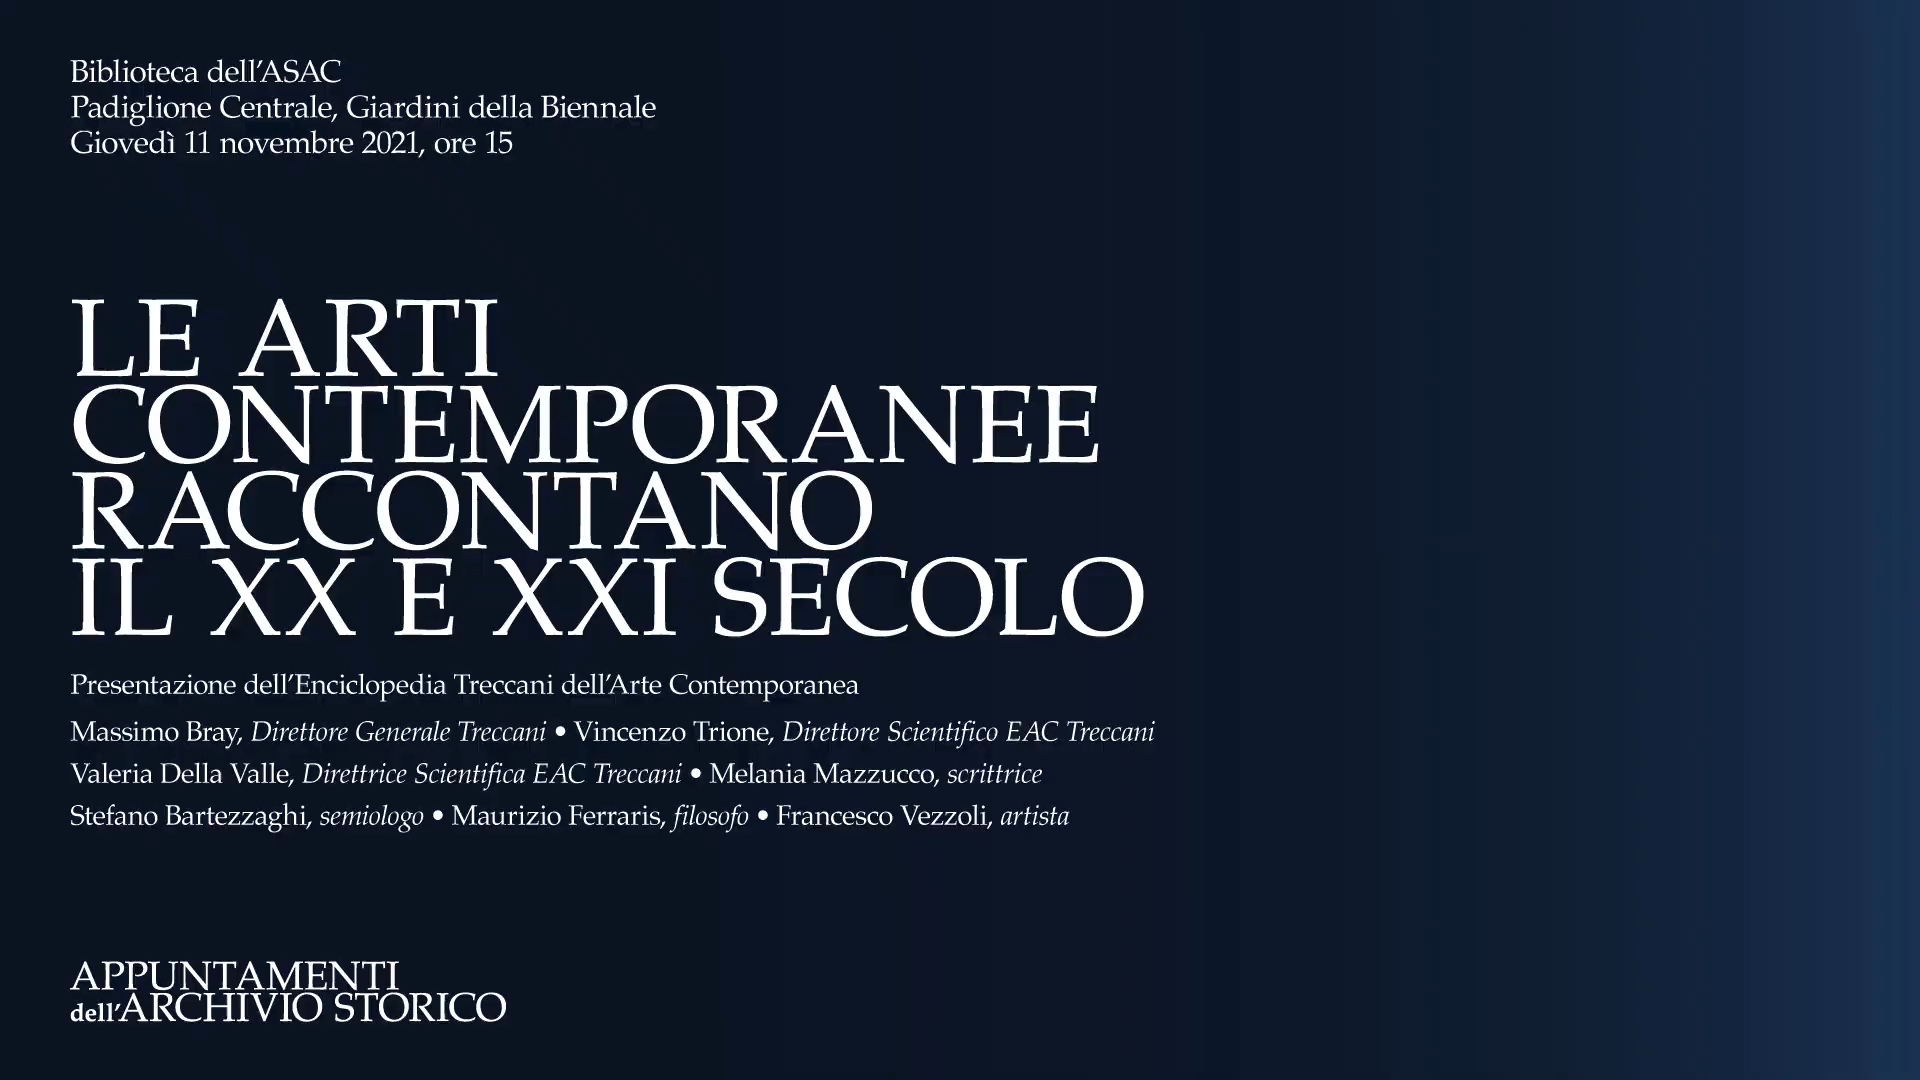 Biblioteca dell’ASAC
Padiglione Centrale, Giardini della Biennale
Giovedì 11 novembre 2021, ore 15
LE ARTI
CONTEMPORANEE
RACCONTANO
IL XX E XXI SECOLO
Presentazione dell’Enciclopedia Treccani dell’Arte Contemporanea
Massimo Bray, Direttore Generale Treccani • Vincenzo Trione, Direttore Scientifico EAC Treccani
Valeria Della Valle, Direttrice Scientifica EAC Treccani • Melania Mazzucco, scrittrice
Stefano Bartezzaghi, semiologo • Maurizio Ferraris, filosofo • Francesco Vezzoli, artista
APPUNTAMENTI
dell’ARCHIVIO STORICO